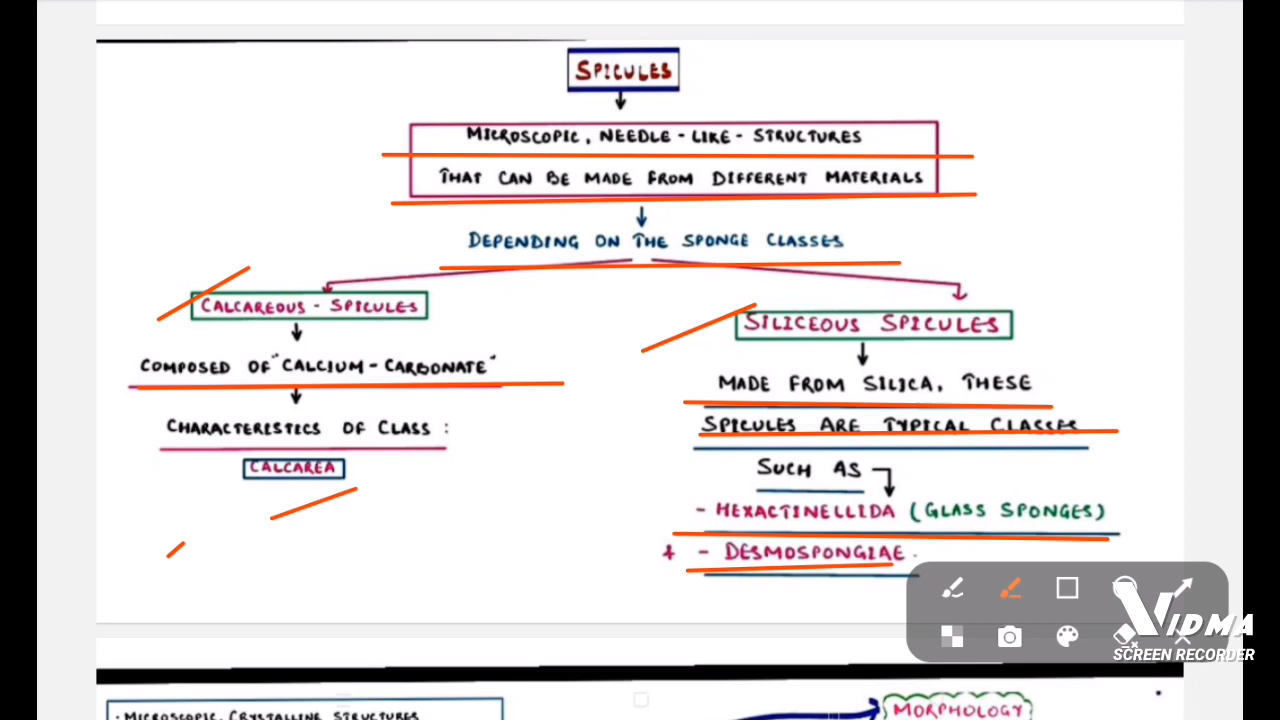 SPICULES
MICROSCOPIC, NEEDLE-LIKE-STRUCTURES
THAT CAN BE MADE FROM DIFFERENT MATERIALS
DEPENDING ON THE SPONGE CLASSES
CALCAREOUS-SPICULES
COMPOSED OF "CALCIUM-CARBONATE"
CHARACTERISTICS OF CLASS:
CALCAREA
SILICEOUS SPICULES
MADE FROM SILICA, THESE
SPICULES ARE TYPICAL CLASSES
SUCH AS
- HEXACTINELLIDA (GLASS SPONGES)
+ - DESMOSPONGIAE.
VIDMA
SCREEN RECORDER
· MICROSCOPIC, CRYSTALLINE STRUCTURES
MORPHOLOGY